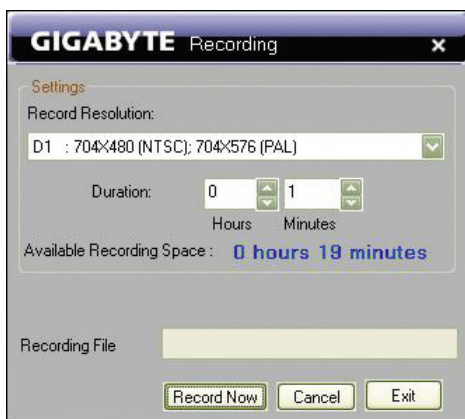 GIGABYTE Recording
Settings
Record Resolution:
D1 : 704X480 (NTSC); 704X576 (PAL)
Duration: 0 1
Hours Minutes
Available Recording Space : 0 hours 19 minutes
Recording File
Record Now Cancel Exit